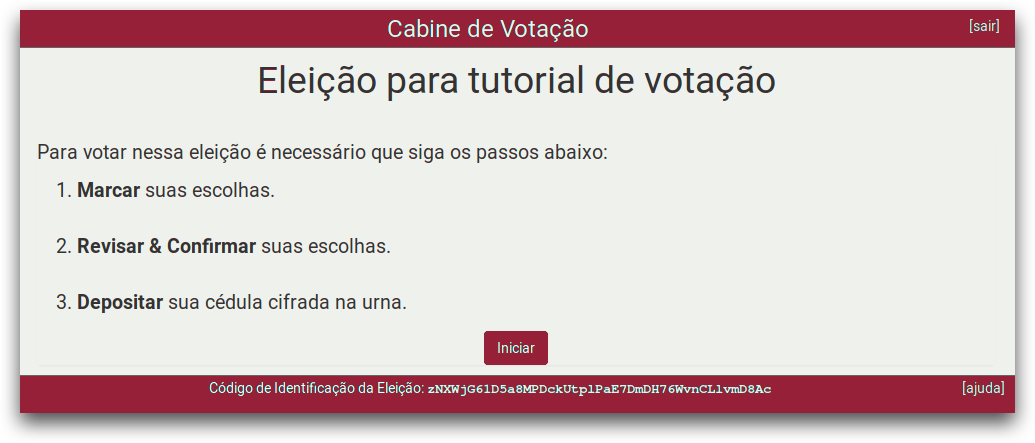 Cabine de Votação
[sair]
Eleição para tutorial de votação
Para votar nessa eleição é necessário que siga os passos abaixo:
1. Marcar suas escolhas.
2. Revisar & Confirmar suas escolhas.
3. Depositar sua cédula cifrada na urna.
Iniciar
Código de Identificação da Eleição: zNXWjG61D5a8MPDckUtplPaE7DmDH76WvnCLlvmD8Ac
[ajuda]